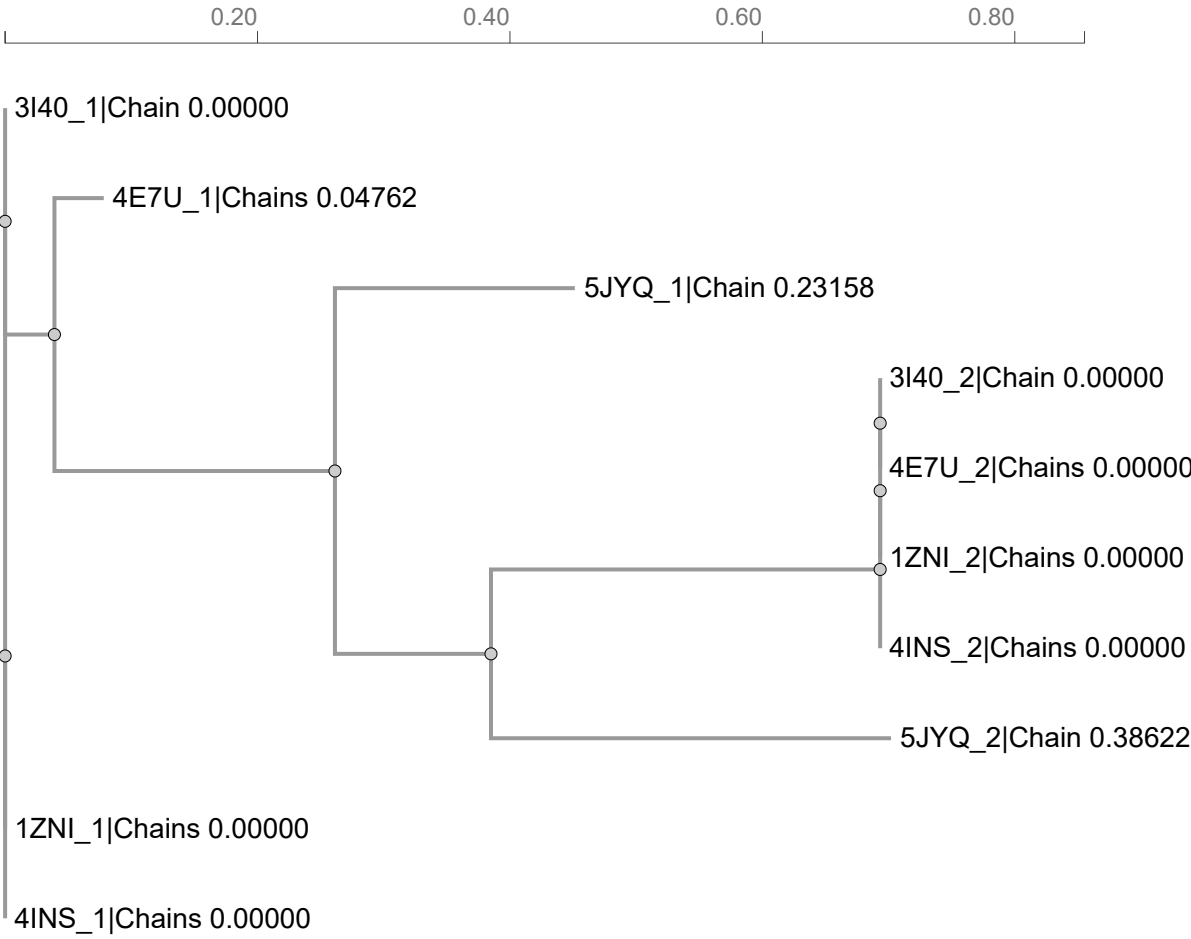 0.20 0.40 0.60 0.80
3I40_1|Chain 0.00000
4E7U_1|Chains 0.04762
5JYQ_1|Chain 0.23158
3I40_2|Chain 0.00000
4E7U_2|Chains 0.00000
1ZNI_2|Chains 0.00000
4INS_2|Chains 0.00000
5JYQ_2|Chain 0.38622
1ZNI_1|Chains 0.00000
4INS_1|Chains 0.00000